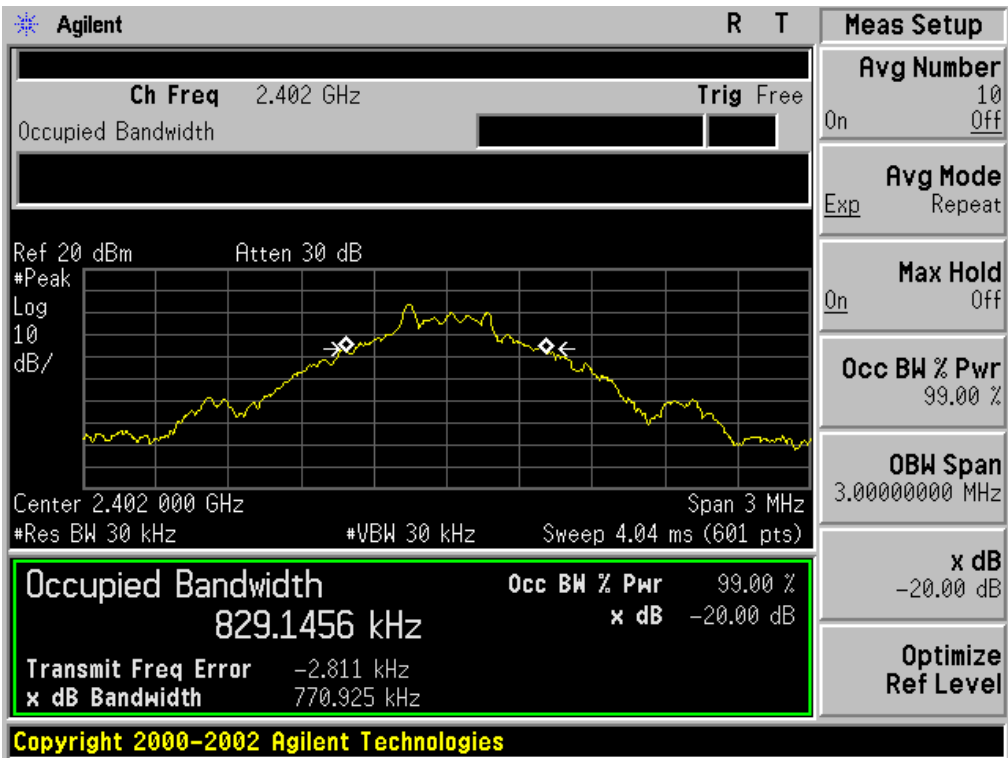 Agilent
R T
Ch Freq 2.402 GHz
Trig Free
Occupied Bandwidth
Ref 20 dBm Atten 30 dB
#Peak
Log
10
dB/
Center 2.402 000 GHz
Span 3 MHz
#Res BW 30 kHz
#VBW 30 kHz
Sweep 4.04 ms (601 pts)
Occupied Bandwidth
829.1456 kHz
Occ BW % Pwr 99.00 %
x dB -20.00 dB
Transmit Freq Error -2.811 kHz
x dB Bandwidth 770.925 kHz
Copyright 2000-2002 Agilent Technologies
Meas Setup
Avg Number
10
On Off
Avg Mode
Exp Repeat
Max Hold
On Off
Occ BW % Pwr
99.00 %
OBW Span
3.00000000 MHz
x dB
-20.00 dB
Optimize
Ref Level